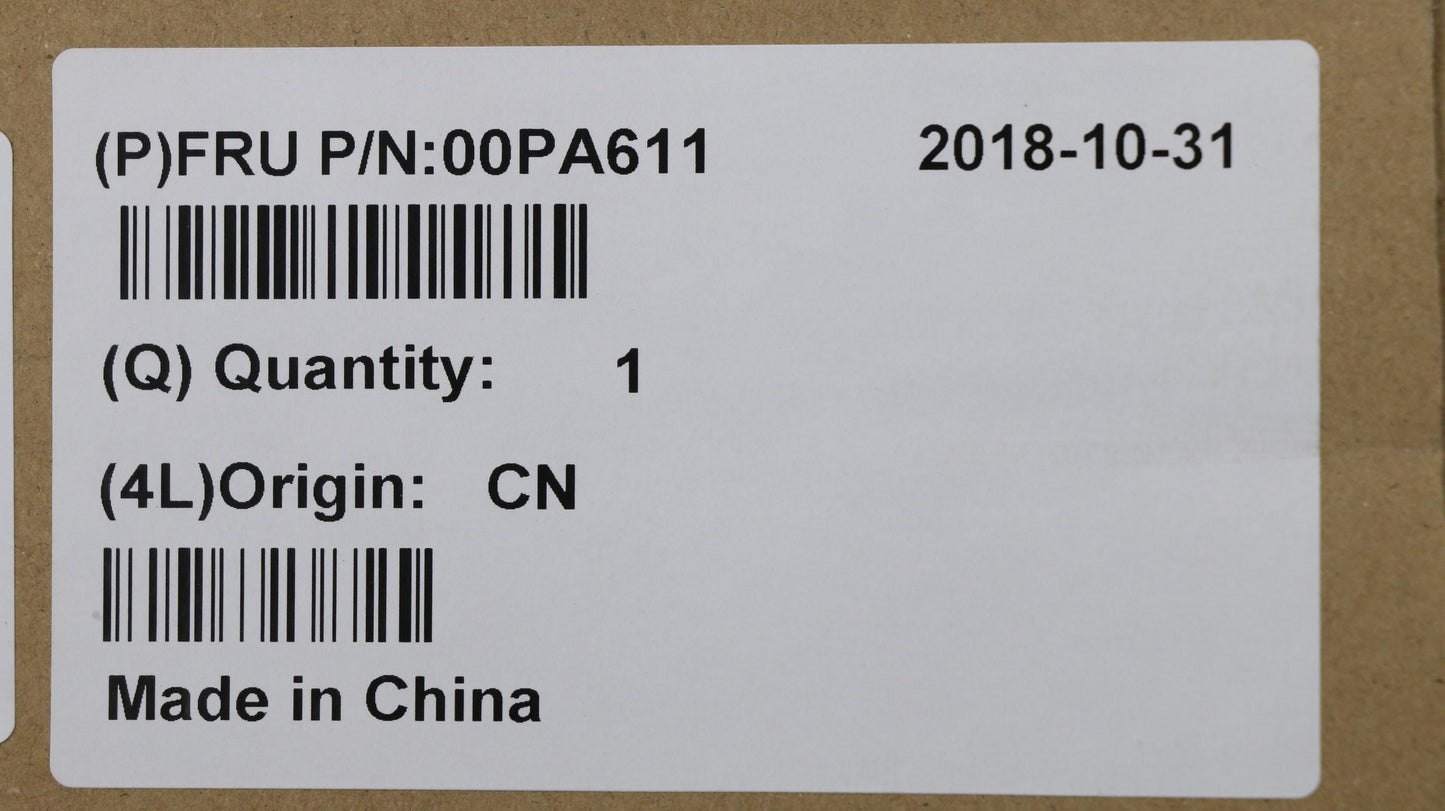 (P)FRU P/N:00PA611 2018-10-31
(Q) Quantity: 1
(4L)Origin: CN
Made in China